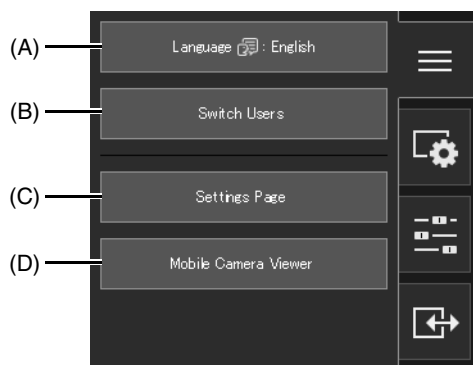 (A) Language : English
(B) Switch Users
(C) Settings Page
(D) Mobile Camera Viewer